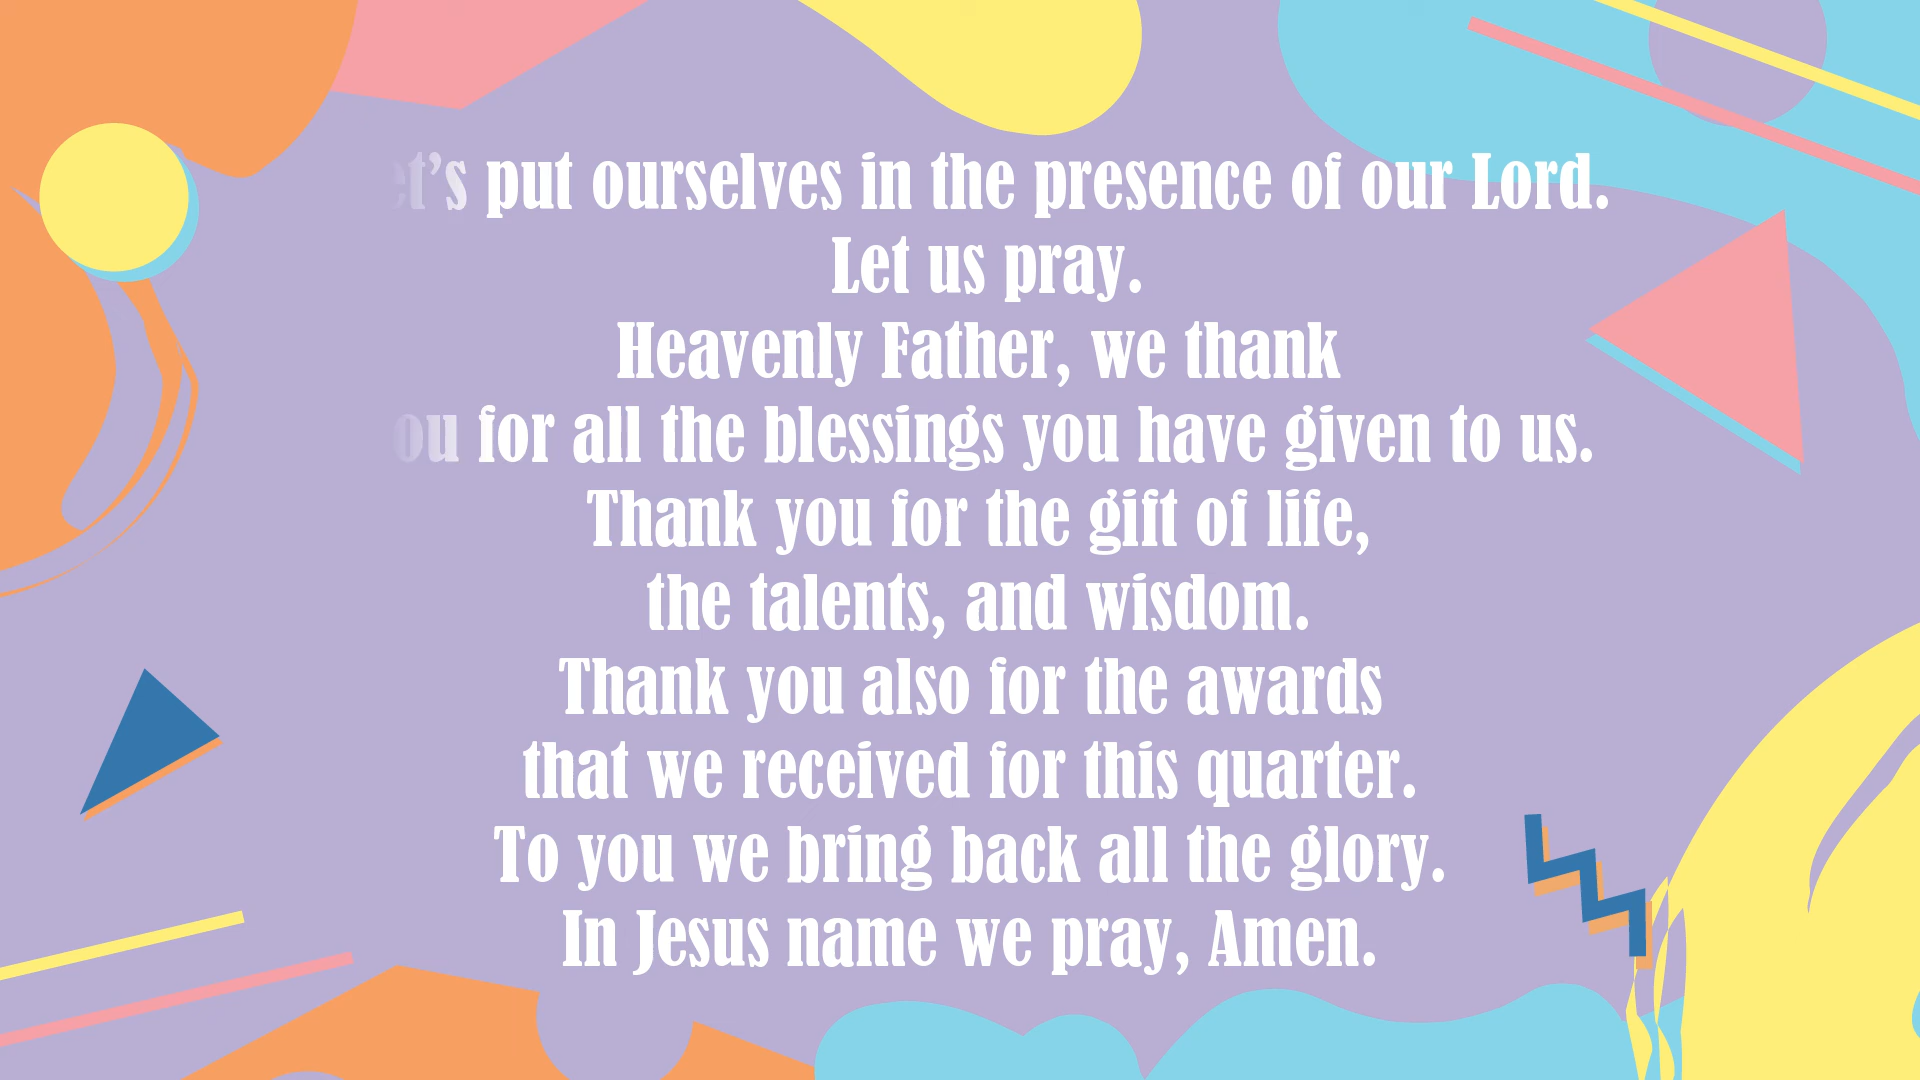 et’s put ourselves in the presence of our Lord.
Let us pray.
Heavenly Father, we thank
ou for all the blessings you have given to us.
Thank you for the gift of life,
the talents, and wisdom.
Thank you also for the awards
that we received for this quarter.
To you we bring back all the glory.
In Jesus name we pray, Amen.